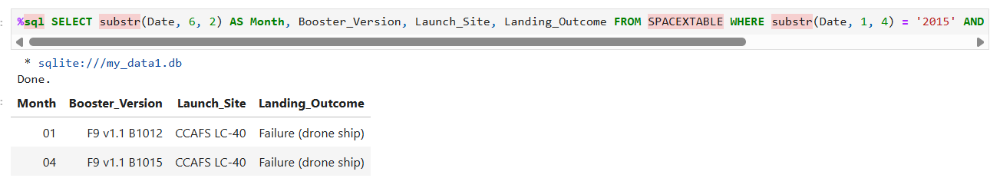 %sql SELECT substr(Date, 6, 2) AS Month, Booster_Version, Launch_Site, Landing_Outcome FROM SPACEXTABLE WHERE substr(Date, 1, 4) = '2015' AND
* sqlite:///my_data1.db
Done.
Month Booster_Version Launch_Site Landing_Outcome
01 F9 v1.1 B1012 CCAFS LC-40 Failure (drone ship)
04 F9 v1.1 B1015 CCAFS LC-40 Failure (drone ship)